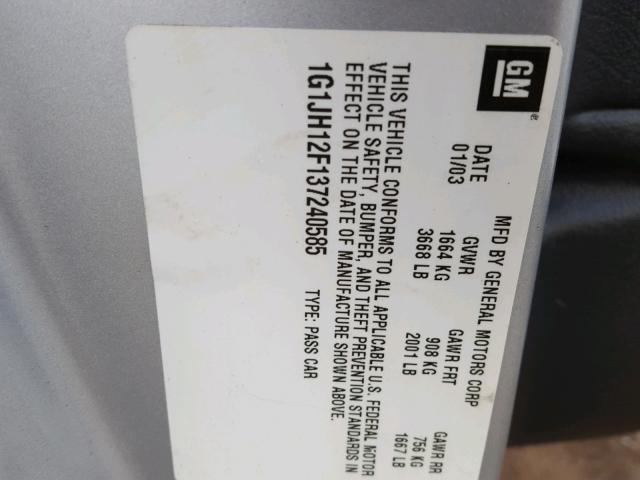 GM
MFD BY GENERAL MOTORS CORP
DATE GVWR GAWR FRT GAWR RR
01/03 1664 KG 908 KG 756 KG
3668 LB 2001 LB 1667 LB
THIS VEHICLE CONFORMS TO ALL APPLICABLE U.S. FEDERAL MOTOR
VEHICLE SAFETY, BUMPER, AND THEFT PREVENTION STANDARDS IN
EFFECT ON THE DATE OF MANUFACTURE SHOWN ABOVE.
1G1JH12F137240585 TYPE: PASS CAR